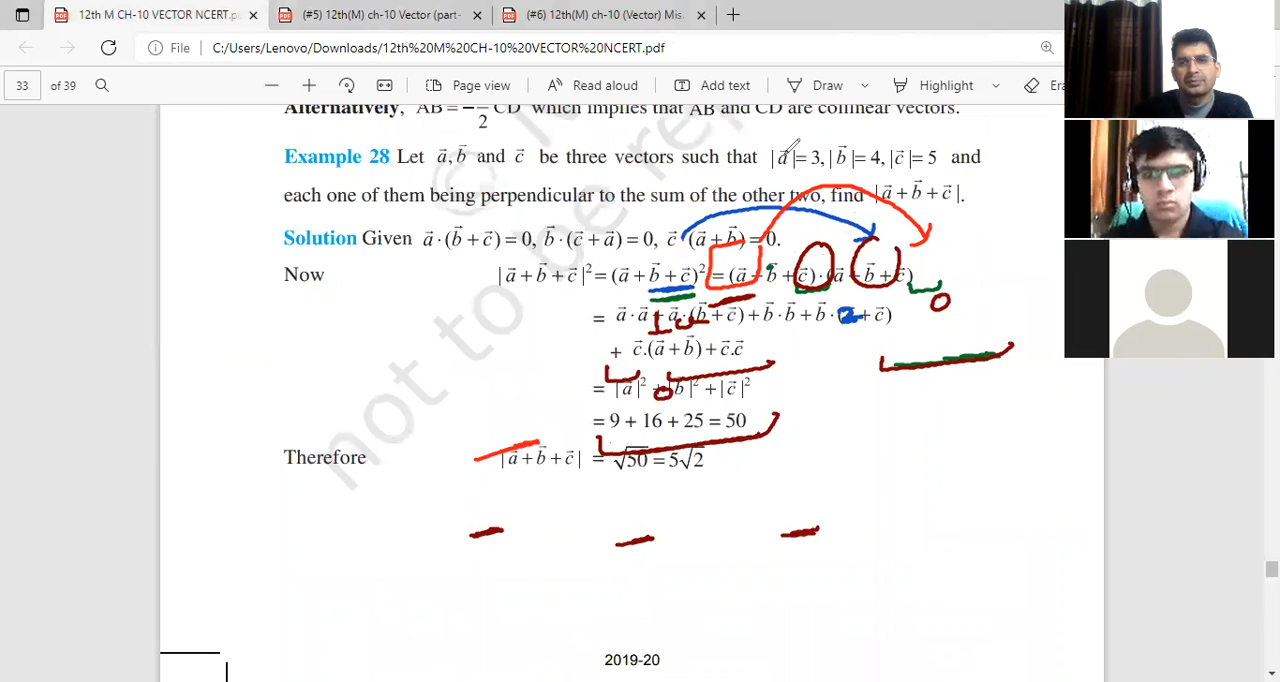 12th M CH-10 VECTOR NCERT.p
(#5) 12th(M) ch-10 Vector (part-
(#6) 12th(M) ch-10 (Vector) Mis
File C:/Users/Lenovo/Downloads/12th%20M%20CH-10%20VECTOR%20NCERT.pdf
33 of 39 Page view Read aloud Add text Draw Highlight Era
Alternatively, AB = −1/2 CD which implies that AB and CD are collinear vectors.
Example 28 Let a⃗, b⃗ and c⃗ be three vectors such that |a⃗|= 3, |b⃗|= 4, |c⃗|= 5 and
each one of them being perpendicular to the sum of the other two, find |a⃗ + b⃗ + c⃗|.
Solution Given a⃗ · (b⃗ + c⃗) = 0, b⃗ · (c⃗ + a⃗) = 0, c⃗ · (a⃗ + b⃗) = 0.
Now |a⃗ + b⃗ + c⃗|² = (a⃗ + b⃗ + c⃗)² = (a⃗ + b⃗ + c⃗) · (a⃗ + b⃗ + c⃗)
0
= a⃗ · a⃗ + a⃗ · (b⃗ + c⃗) + b⃗ · b⃗ + b⃗ · (a⃗ + c⃗)
+ c⃗.(a⃗ + b⃗) + c⃗.c⃗
= |a⃗|² + |b⃗|² + |c⃗|²
0
= 9 + 16 + 25 = 50
Therefore |a⃗ + b⃗ + c⃗| = √50 = 5√2
2019-20